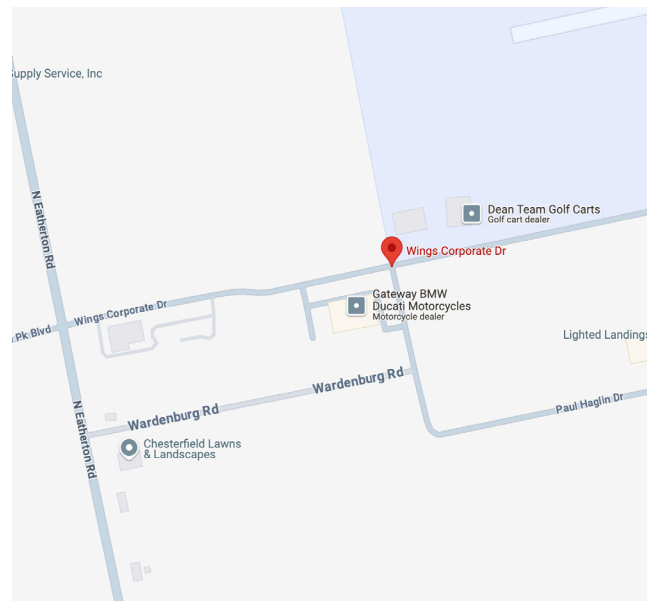 Supply Service, Inc
N Eatherton Rd
Dean Team Golf Carts
Golf cart dealer
Wings Corporate Dr
Gateway BMW
Ducati Motorcycles
Motorcycle dealer
Wings Corporate Dr
Pk Blvd
Lighted Landings
Wardenburg Rd
Wardenburg Rd
Paul Haglin Dr
N Eatherton Rd
Chesterfield Lawns
& Landscapes